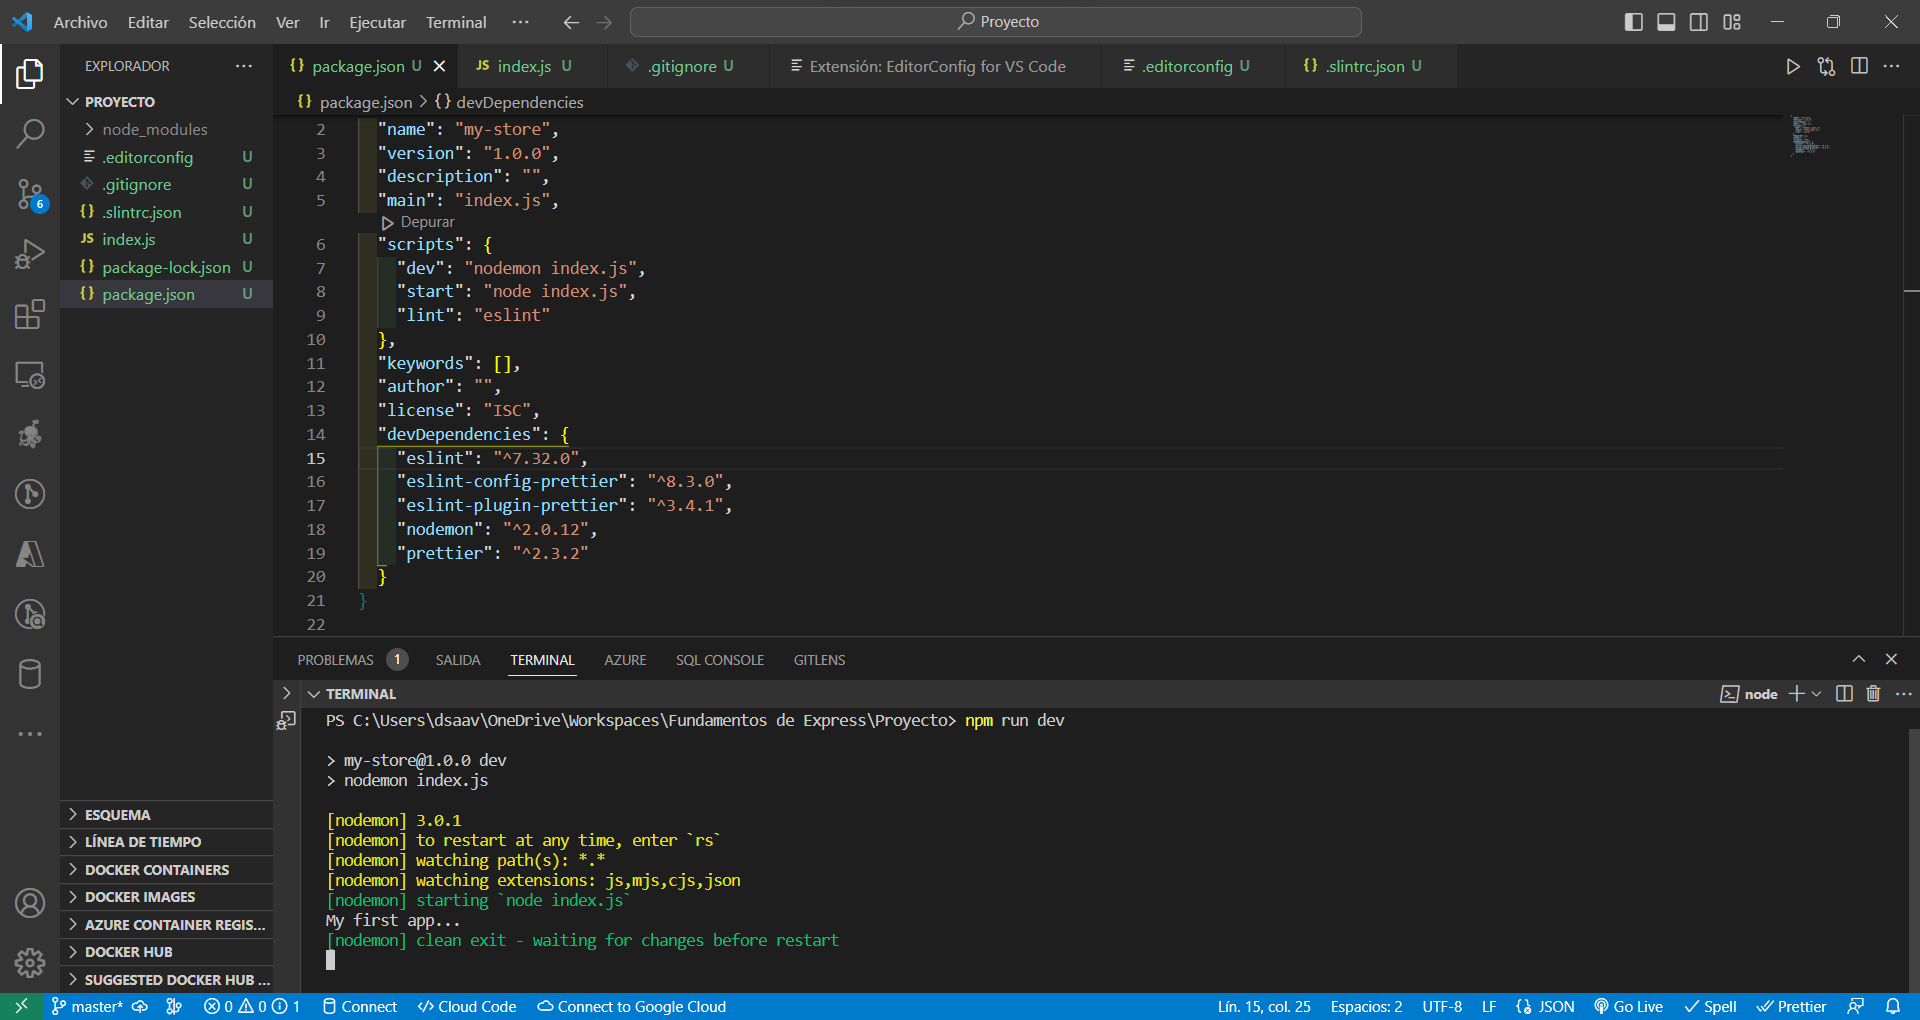 Archivo Editar Selección Ver Ir Ejecutar Terminal ··· Proyecto
EXPLORADOR ···
PROYECTO
node_modules
.editorconfig U
.gitignore U
.slintrc.json U
index.js U
package-lock.json U
package.json U
ESQUEMA
LÍNEA DE TIEMPO
DOCKER CONTAINERS
DOCKER IMAGES
AZURE CONTAINER REGIS...
DOCKER HUB
SUGGESTED DOCKER HUB ...
6
{} package.json U JS index.js U .gitignore U Extensión: EditorConfig for VS Code .editorconfig U {} .slintrc.json U
{} package.json > {} devDependencies
2 "name": "my-store",
3 "version": "1.0.0",
4 "description": "",
5 "main": "index.js",
Depurar
6 "scripts": {
7 "dev": "nodemon index.js",
8 "start": "node index.js",
9 "lint": "eslint"
10 },
11 "keywords": [],
12 "author": "",
13 "license": "ISC",
14 "devDependencies": {
15 "eslint": "^7.32.0",
16 "eslint-config-prettier": "^8.3.0",
17 "eslint-plugin-prettier": "^3.4.1",
18 "nodemon": "^2.0.12",
19 "prettier": "^2.3.2"
20 }
21 }
22
PROBLEMAS 1 SALIDA TERMINAL AZURE SQL CONSOLE GITLENS
TERMINAL node
PS C:\Users\dsaav\OneDrive\Workspaces\Fundamentos de Express\Proyecto> npm run dev
> my-store@1.0.0 dev
> nodemon index.js
[nodemon] 3.0.1
[nodemon] to restart at any time, enter `rs`
[nodemon] watching path(s): *.*
[nodemon] watching extensions: js,mjs,cjs,json
[nodemon] starting `node index.js`
My first app...
[nodemon] clean exit - waiting for changes before restart
master* 0 0 1 Connect Cloud Code Connect to Google Cloud Lín. 15, col. 25 Espacios: 2 UTF-8 LF {} JSON Go Live Spell Prettier